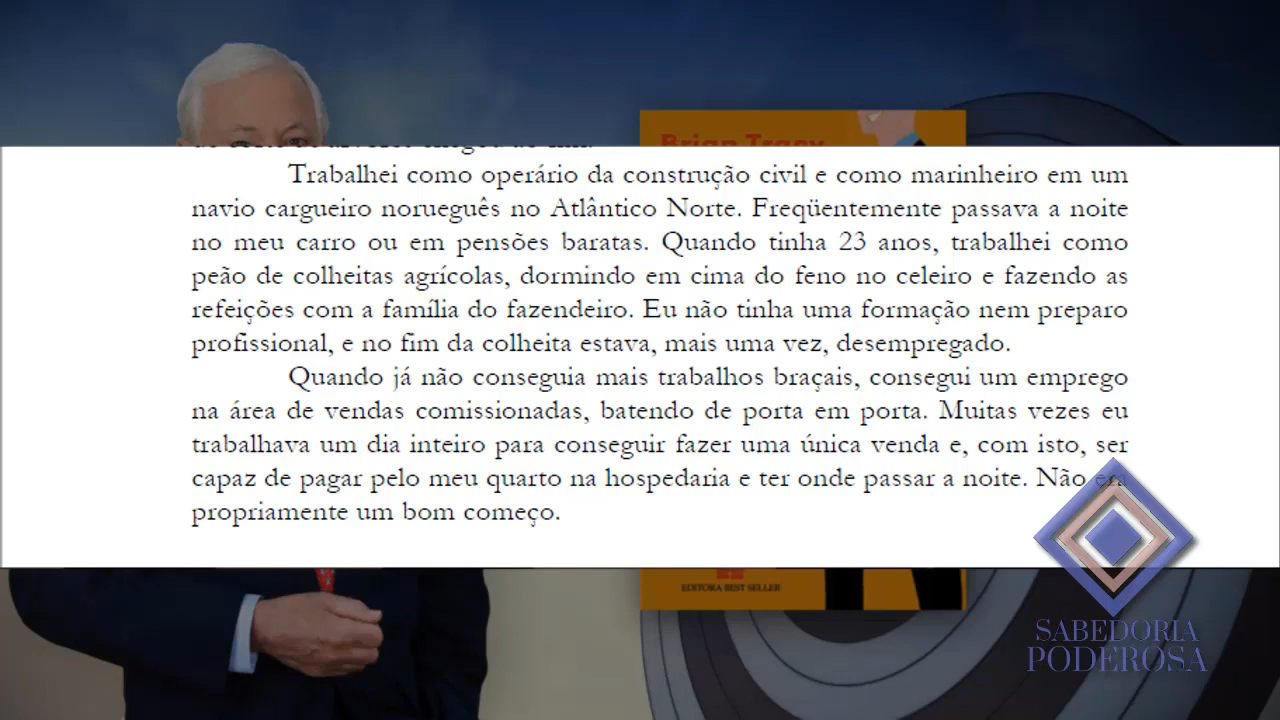 Brian Tracy
Trabalhei como operário da construção civil e como marinheiro em um
navio cargueiro norueguês no Atlântico Norte. Freqüentemente passava a noite
no meu carro ou em pensões baratas. Quando tinha 23 anos, trabalhei como
peão de colheitas agrícolas, dormindo em cima do feno no celeiro e fazendo as
refeições com a família do fazendeiro. Eu não tinha uma formação nem preparo
profissional, e no fim da colheita estava, mais uma vez, desempregado.
Quando já não conseguia mais trabalhos braçais, consegui um emprego
na área de vendas comissionadas, batendo de porta em porta. Muitas vezes eu
trabalhava um dia inteiro para conseguir fazer uma única venda e, com isto, ser
capaz de pagar pelo meu quarto na hospedaria e ter onde passar a noite. Não era
propriamente um bom começo.
EDITORA BEST SELLER
SABEDORIA
PODEROSA